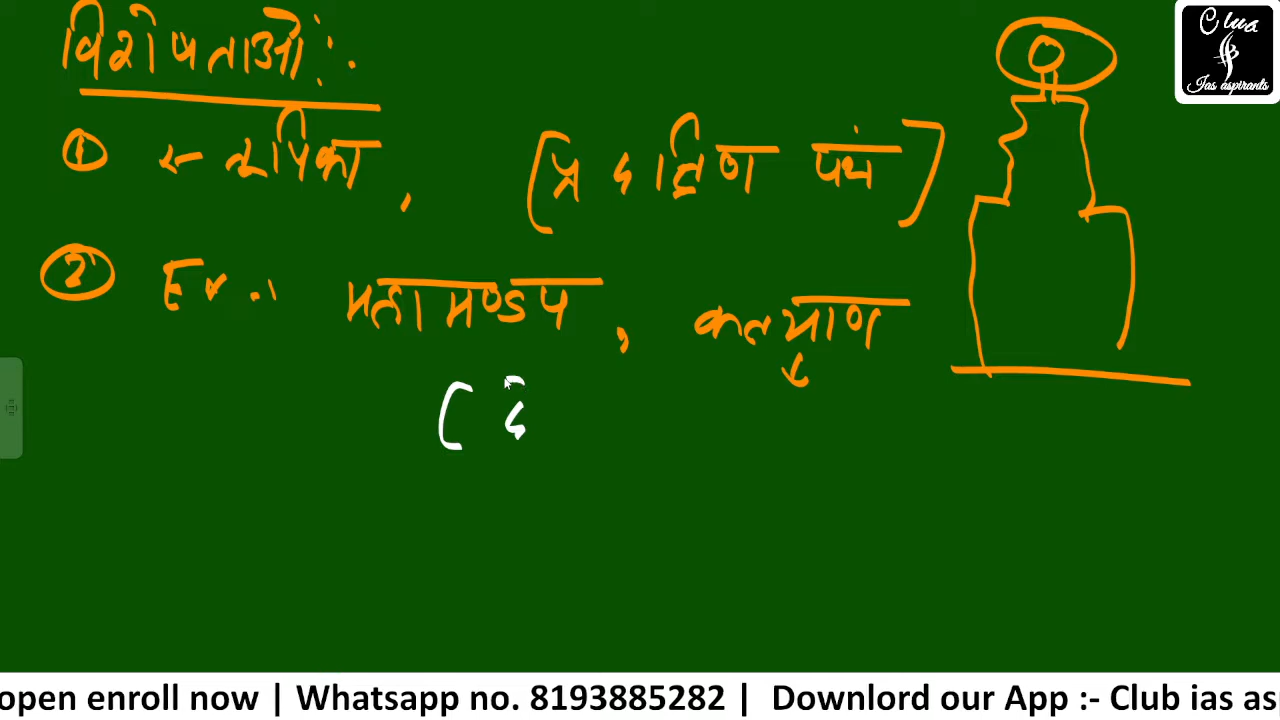 विशेषताओं :-
① स्तूपिका, [प्रदक्षिण पथ]
② Ex :- महामण्डप, कल्याण
( द
Club
Ias aspirants
open enroll now | Whatsapp no. 8193885282 | Downlord our App :- Club ias as